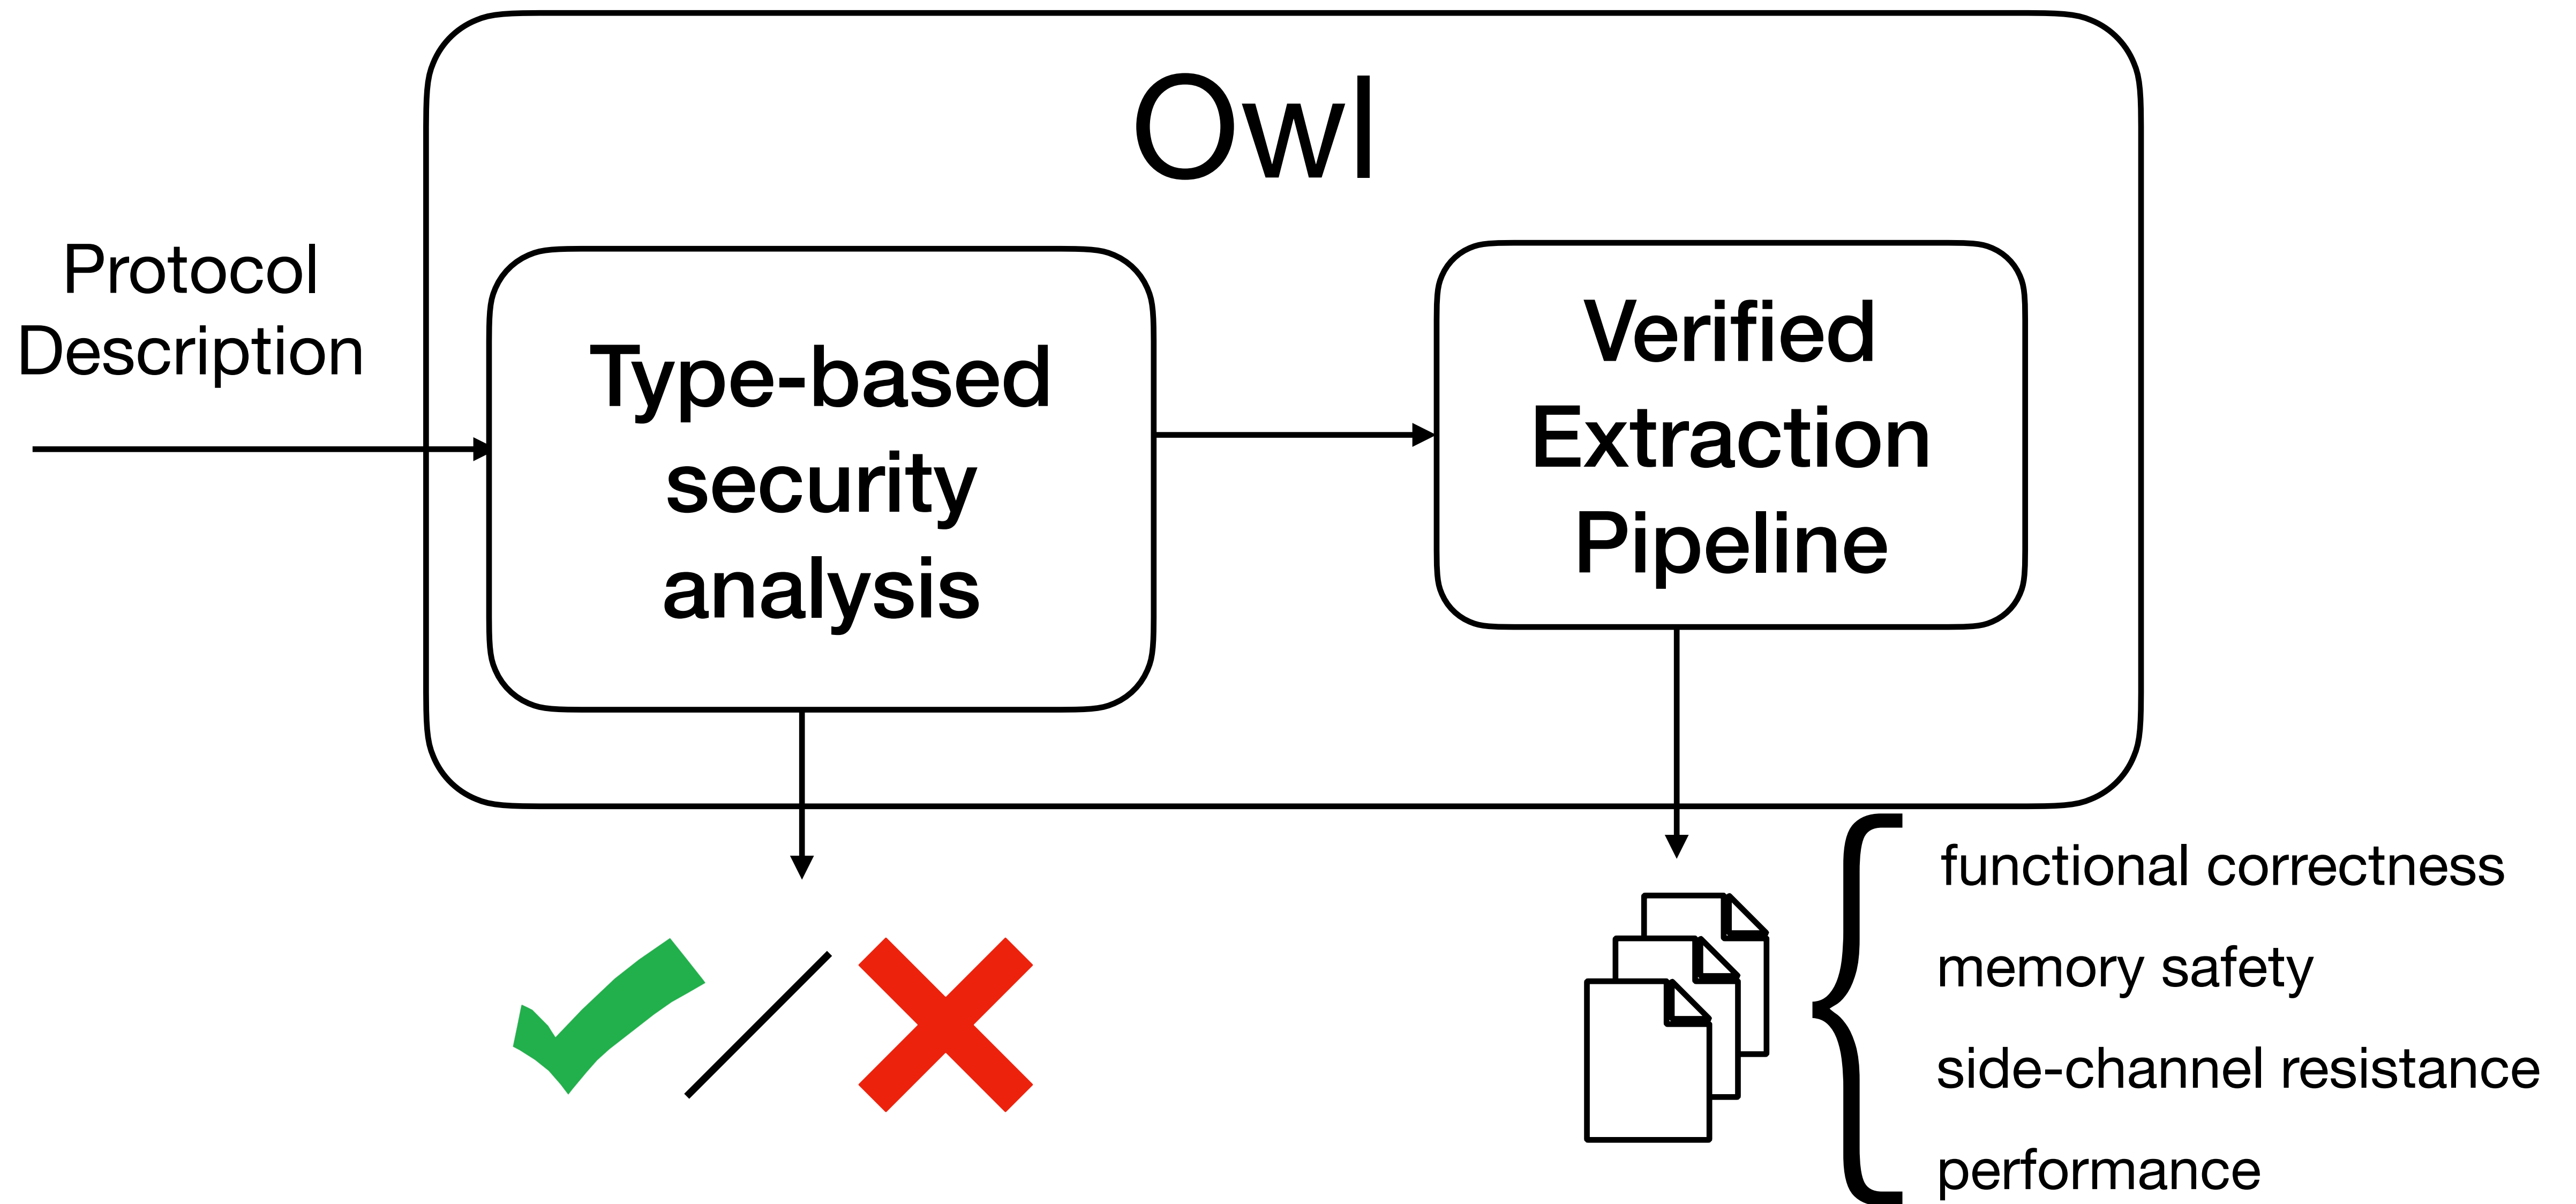 Owl
Protocol
Description
Type-based
security
analysis
Verified
Extraction
Pipeline
functional correctness
memory safety
side-channel resistance
performance